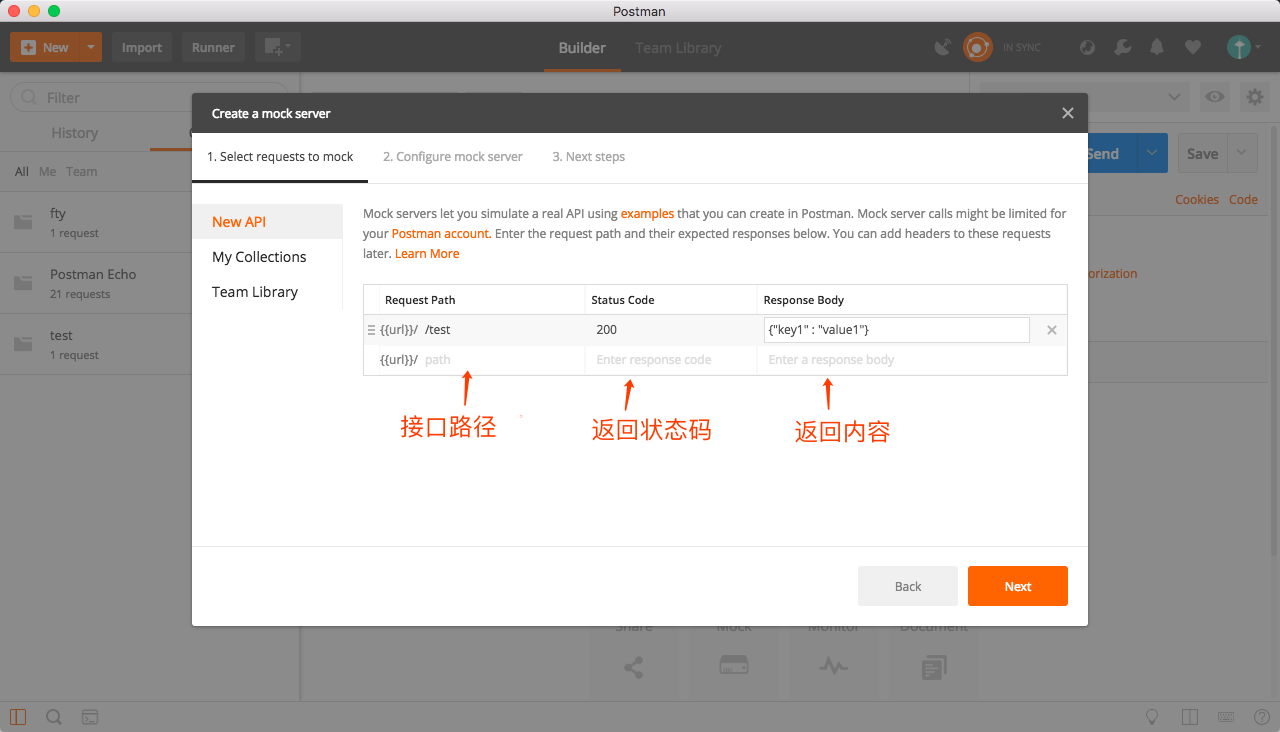 Postman
New
Import
Runner
Builder
Team Library
IN SYNC
Filter
History
All Me Team
fty
1 request
Postman Echo
21 requests
test
1 request
Create a mock server
1. Select requests to mock
2. Configure mock server
3. Next steps
New API
My Collections
Team Library
Mock servers let you simulate a real API using examples that you can create in Postman. Mock server calls might be limited for
your Postman account. Enter the request path and their expected responses below. You can add headers to these requests
later. Learn More
Request Path
Status Code
Response Body
{{url}}/ /test
200
{"key1" : "value1"}
{{url}}/ path
Enter response code
Enter a response body
接口路径
返回状态码
返回内容
Back
Next
Send
Save
Cookies
Code
orization
Share
Mock
Monitor
Document